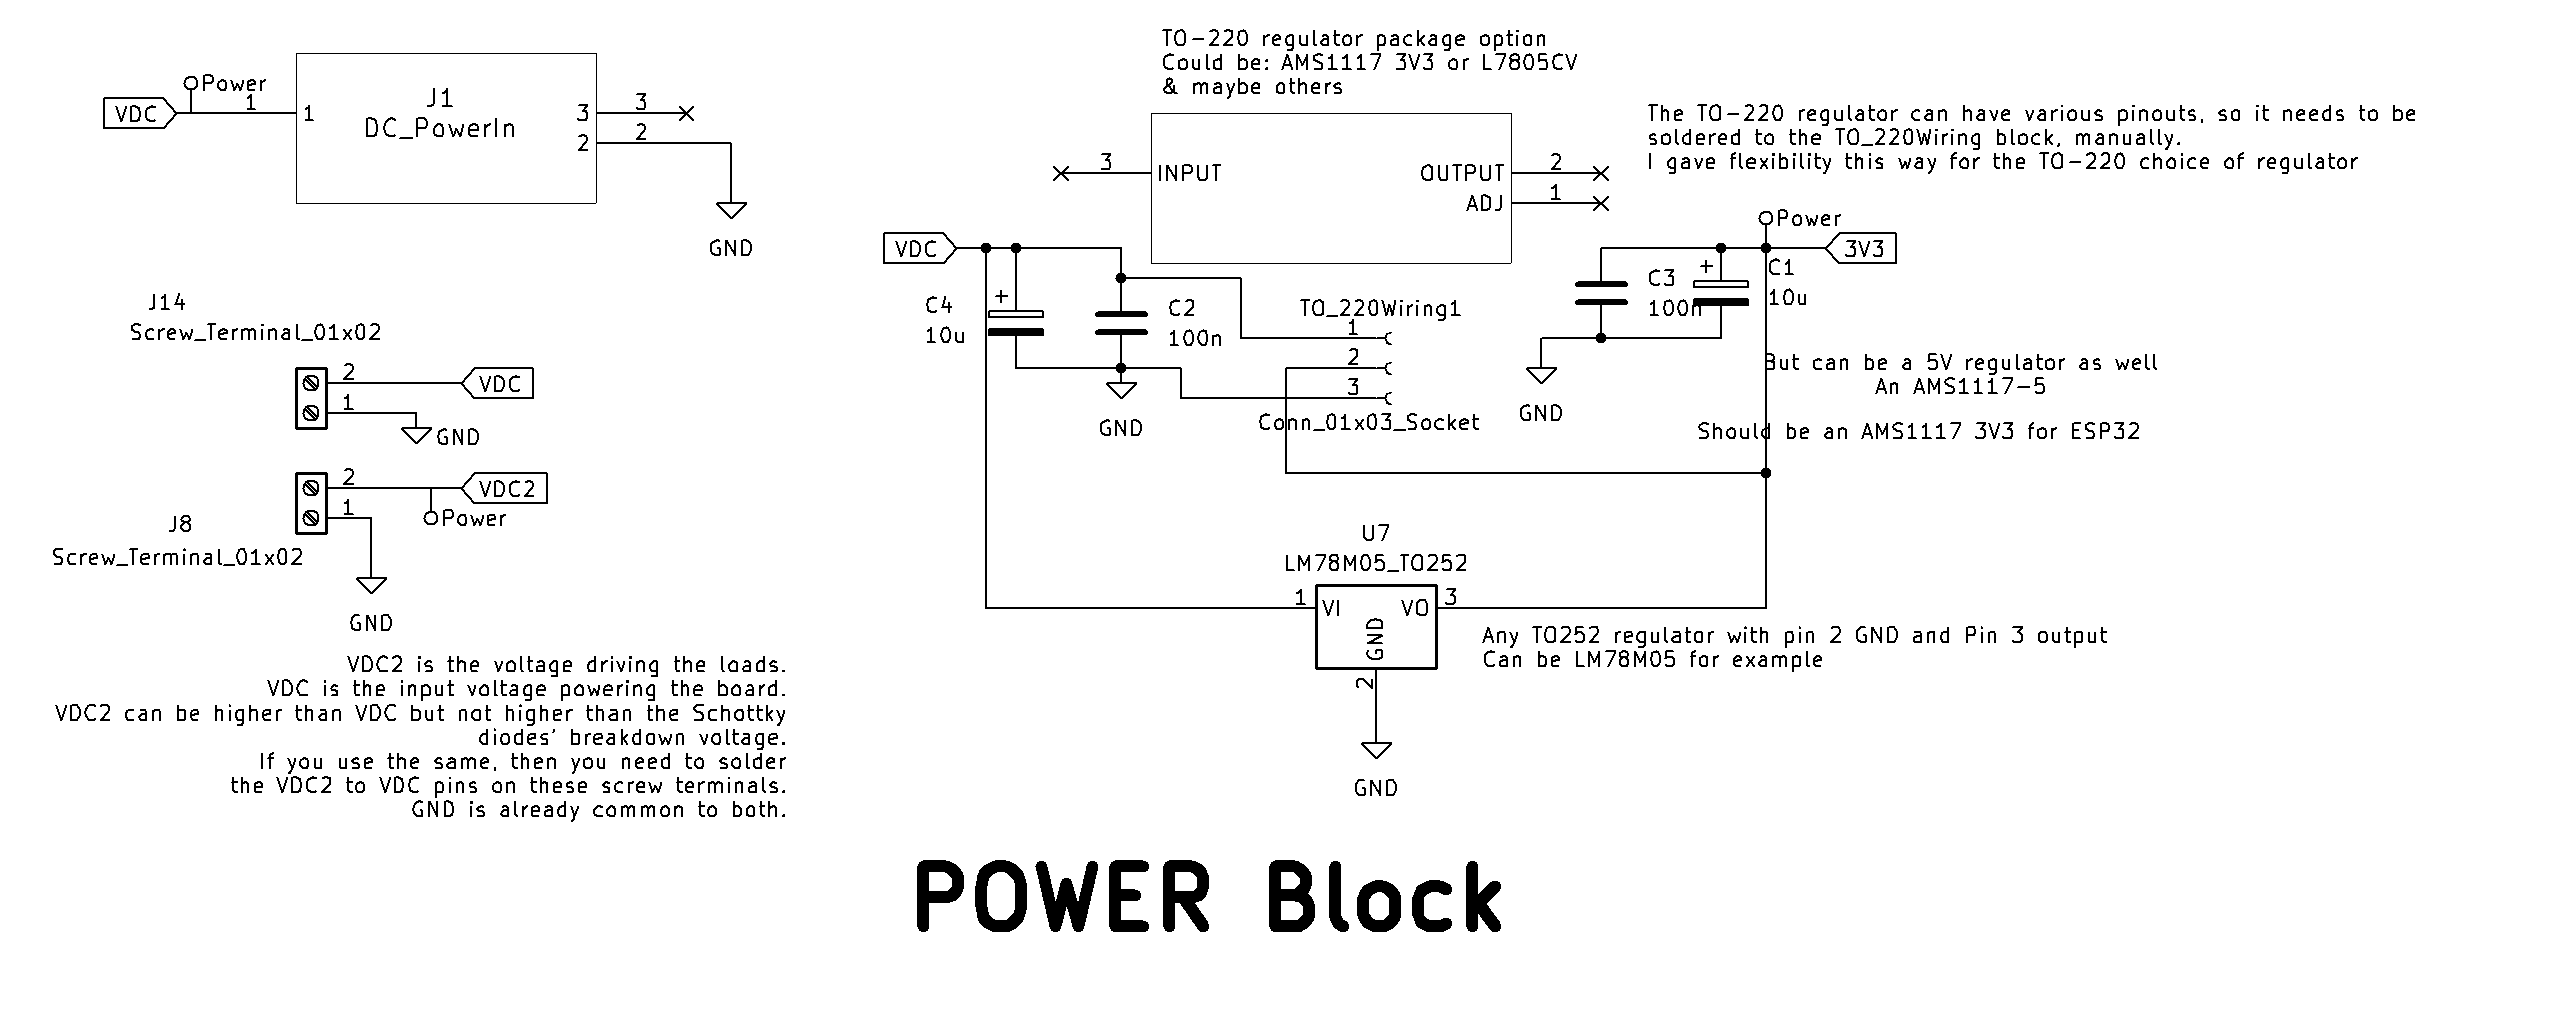 Power
VDC
1
1
J1
DC_PowerIn
3
3
2
2
GND
J14
Screw_Terminal_01x02
2
VDC
1
GND
2
VDC2
1
Power
J8
Screw_Terminal_01x02
GND
VDC2 is the voltage driving the loads.
VDC is the input voltage powering the board.
VDC2 can be higher than VDC but not higher than the Schottky
diodes' breakdown voltage.
If you use the same, then you need to solder
the VDC2 to VDC pins on these screw terminals.
GND is already common to both.
TO-220 regulator package option
Could be: AMS1117 3V3 or L7805CV
& maybe others
3
INPUT
OUTPUT
2
ADJ
1
The TO-220 regulator can have various pinouts, so it needs to be
soldered to the TO_220Wiring block, manually.
I gave flexibility this way for the TO-220 choice of regulator
VDC
C4
10u
+
C2
100n
GND
TO_220Wiring1
1
2
3
Conn_01x03_Socket
Power
3V3
C3
100n
+
C1
10u
GND
But can be a 5V regulator as well
An AMS1117-5
Should be an AMS1117 3V3 for ESP32
U7
LM78M05_TO252
1
VI
VO
3
GND
2
GND
Any TO252 regulator with pin 2 GND and Pin 3 output
Can be LM78M05 for example
POWER Block